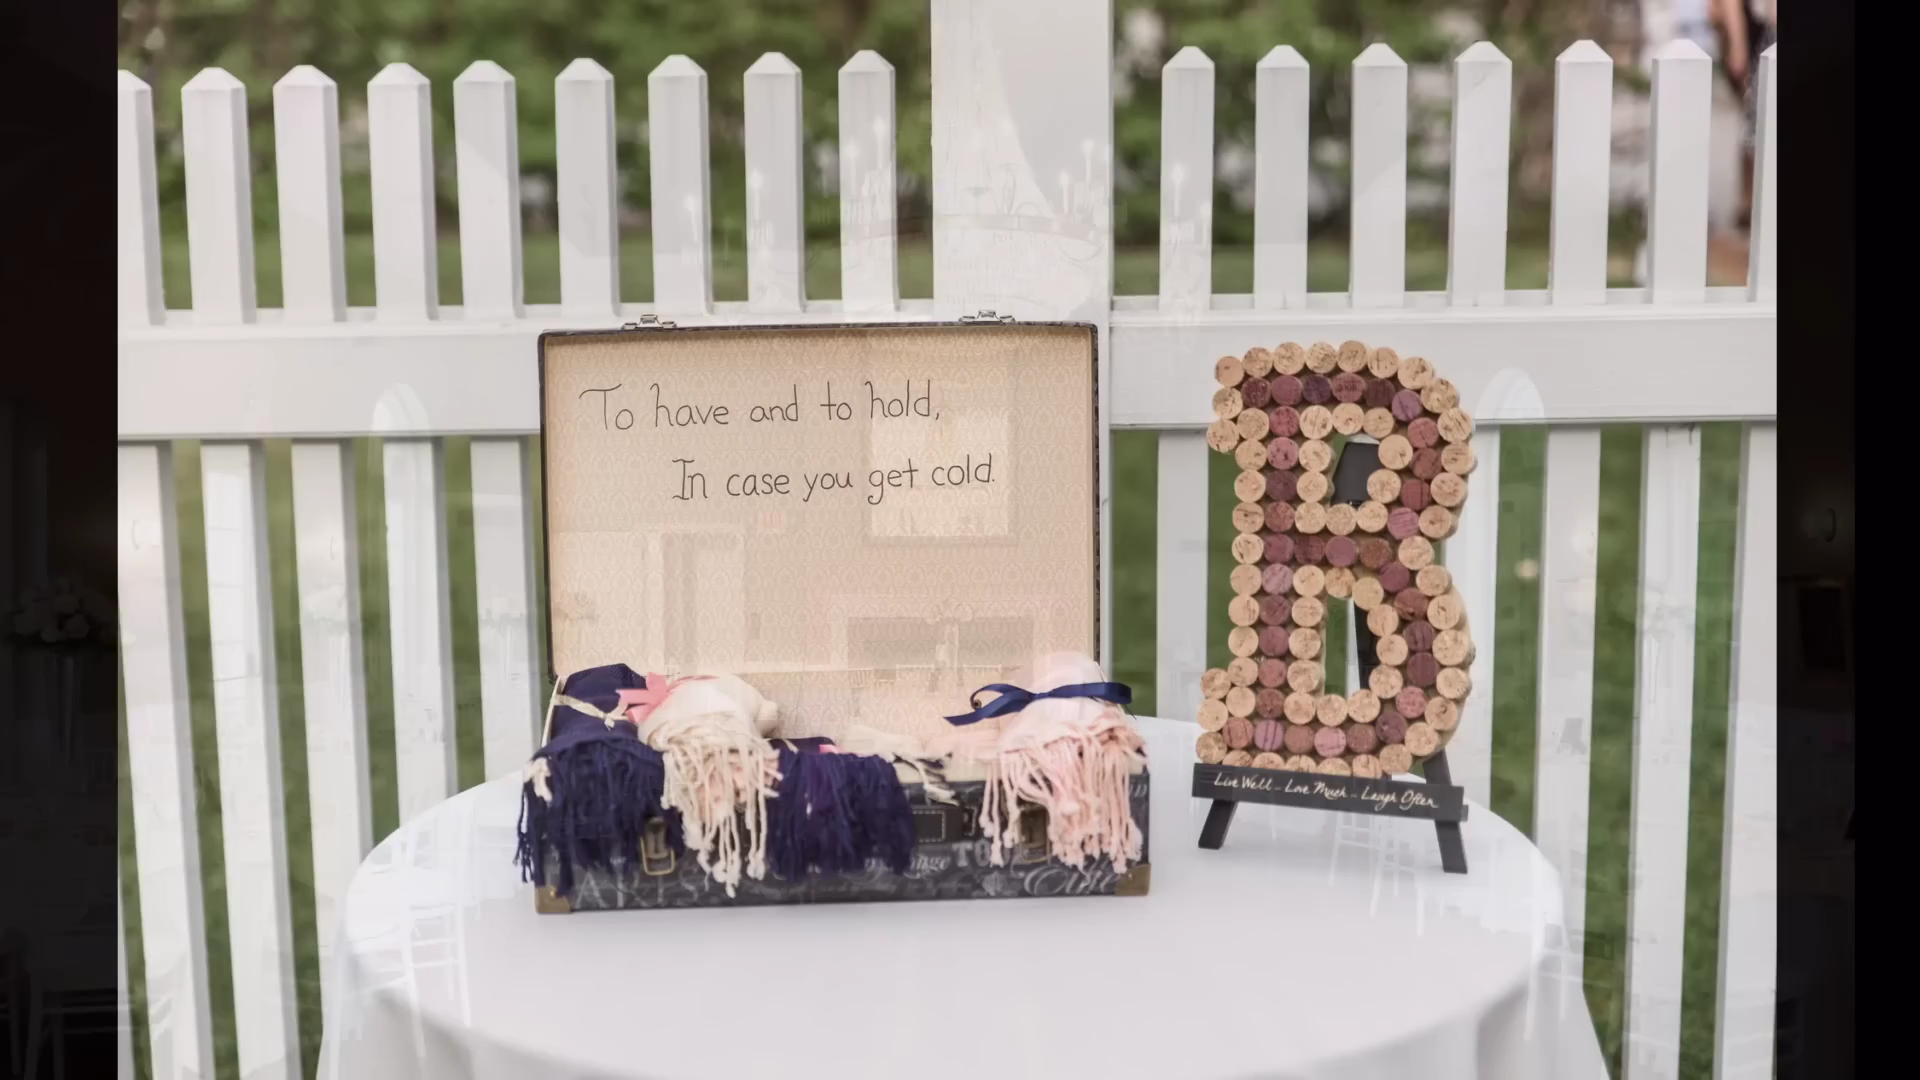 To have and to hold,
In case you get cold.
Live Well - Love Much - Laugh Often